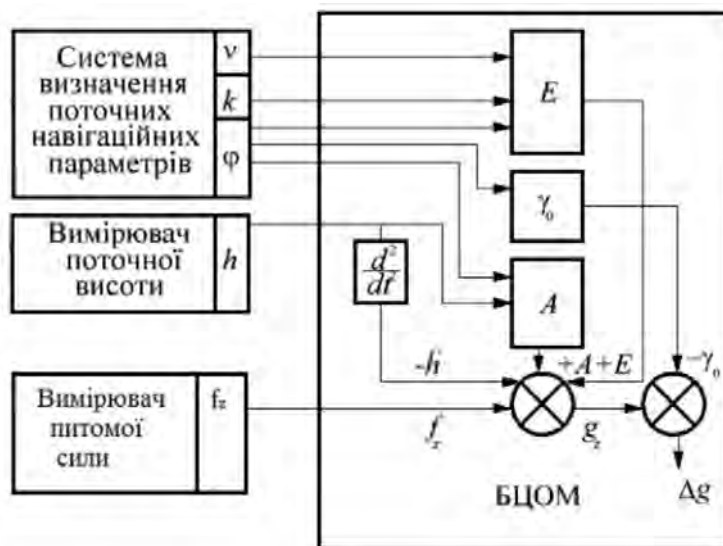 Система
визначення
поточних
навігаційних
параметрів
ν
k
φ
Вимірювач
поточної
висоти
h
Вимірювач
питомої
сили
f_z
d²
dt²
E
γ₀
A
-ḧ
+A+E
-γ₀
f_z
g_z
БЦОМ
Δg